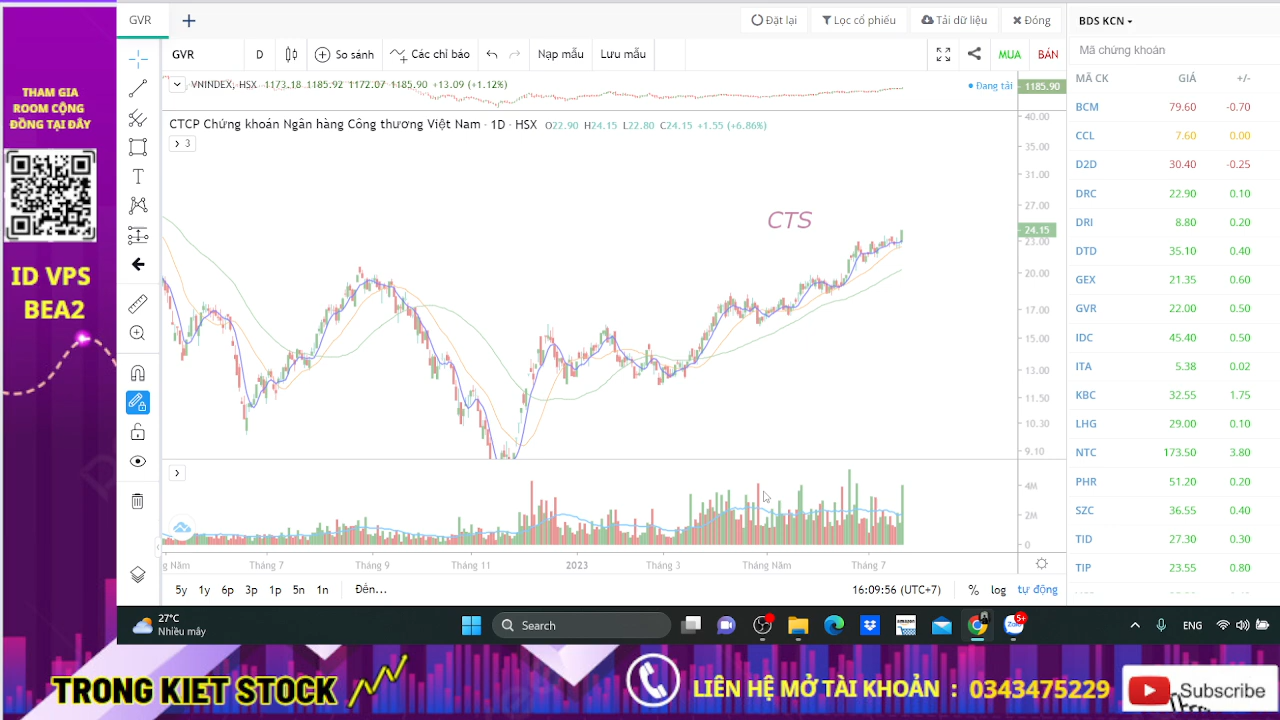 THAM GIA
ROOM CỘNG
ĐỒNG TẠI ĐÂY
ID VPS
BEA2
GVR
Đặt lại
Lọc cổ phiếu
Tải dữ liệu
Đóng
BDS KCN
GVR
D
So sánh
Các chỉ báo
Nạp mẫu
Lưu mẫu
MUA
BÁN
Mã chứng khoán
VNINDEX, HSX 1173.18 1185.97 1172.07 1185.90 +13.09 (+1.12%)
Đang tải
1185.90
CTCP Chứng khoán Ngân hàng Công thương Việt Nam · 1D · HSX O22.90 H24.15 L22.80 C24.15 +1.55 (+6.86%)
3
CTS
40.00
35.00
31.00
27.00
24.15
23.00
20.00
17.00
15.00
13.00
11.50
10.30
9.10
4M
2M
0
Tháng 7
Tháng 9
Tháng 11
2023
Tháng 3
Tháng Năm
Tháng 7
MÃ CK GIÁ +/-
BCM 79.60 -0.70
CCL 7.60 0.00
D2D 30.40 -0.25
DRC 22.90 0.10
DRI 8.80 0.20
DTD 35.10 0.40
GEX 21.35 0.60
GVR 22.00 0.50
IDC 45.40 0.50
ITA 5.38 0.02
KBC 32.55 1.75
LHG 29.00 0.10
NTC 173.50 3.80
PHR 51.20 0.20
SZC 36.55 0.40
TID 27.30 0.30
TIP 23.55 0.80
5y 1y 6p 3p 1p 5n 1n Đến...
16:09:56 (UTC+7)
% log tự động
27°C
Nhiều mây
Search
amazon
Zalo
5+
ENG
TRONG KIET STOCK
LIÊN HỆ MỞ TÀI KHOẢN : 0343475229
Subscribe